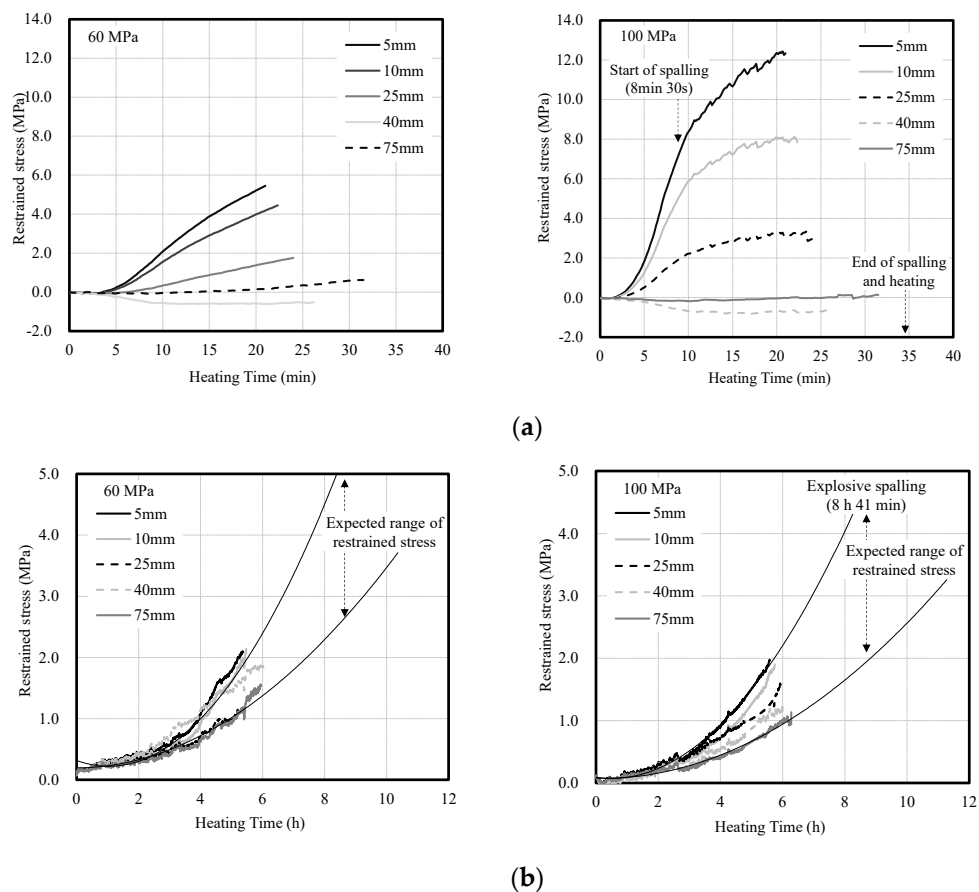 14.0
12.0
10.0
8.0
6.0
4.0
2.0
0.0
-2.0
Restrained stress (MPa)
60 MPa
5mm
10mm
25mm
40mm
75mm
0 5 10 15 20 25 30 35 40
Heating Time (min)
14.0
12.0
10.0
8.0
6.0
4.0
2.0
0.0
-2.0
Restrained stress (MPa)
100 MPa
Start of spalling
(8min 30s)
5mm
10mm
25mm
40mm
75mm
End of spalling
and heating
0 5 10 15 20 25 30 35 40
Heating Time (min)
(a)
5.0
4.0
3.0
2.0
1.0
0.0
Restrained stress (MPa)
60 MPa
5mm
10mm
25mm
40mm
75mm
Expected range of
restrained stress
0 2 4 6 8 10 12
Heating Time (h)
5.0
4.0
3.0
2.0
1.0
0.0
Restrained stress (MPa)
100 MPa
5mm
10mm
25mm
40mm
75mm
Explosive spalling
(8 h 41 min)
Expected range of
restrained stress
0 2 4 6 8 10 12
Heating Time (h)
(b)